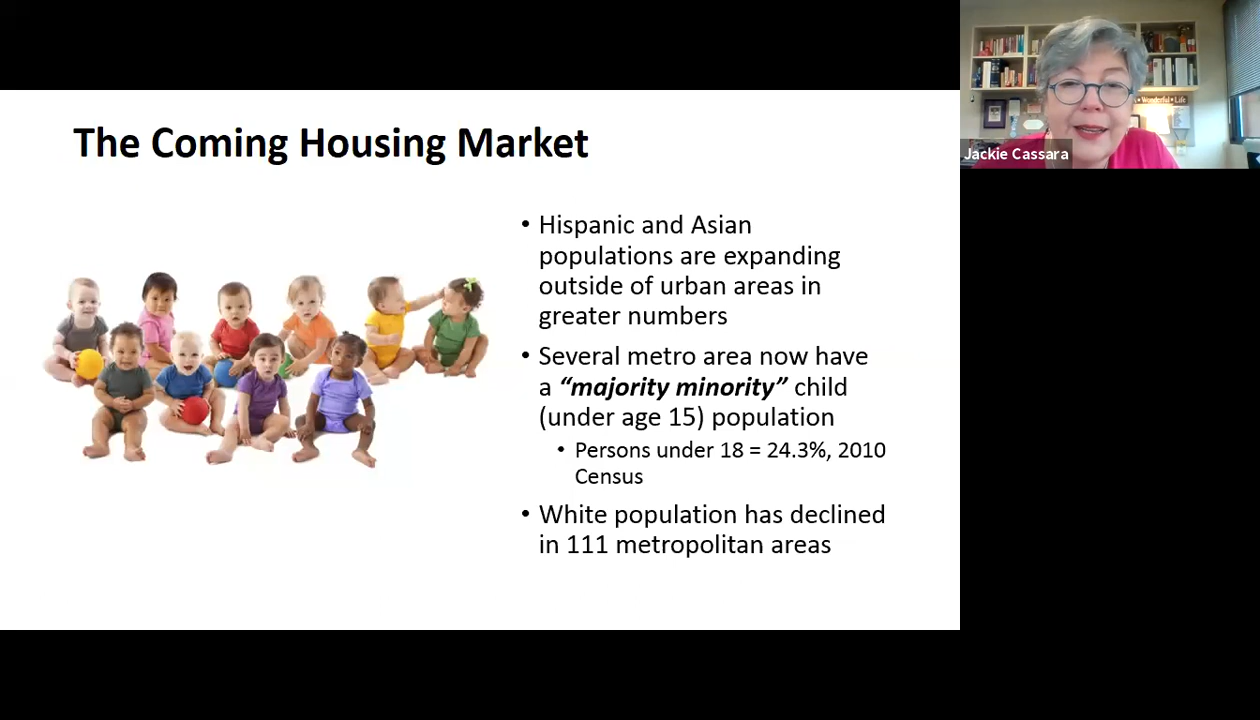 The Coming Housing Market
• Hispanic and Asian
populations are expanding
outside of urban areas in
greater numbers
• Several metro area now have
a “majority minority” child
(under age 15) population
• Persons under 18 = 24.3%, 2010
Census
• White population has declined
in 111 metropolitan areas
Wonderful Life
Jackie Cassara